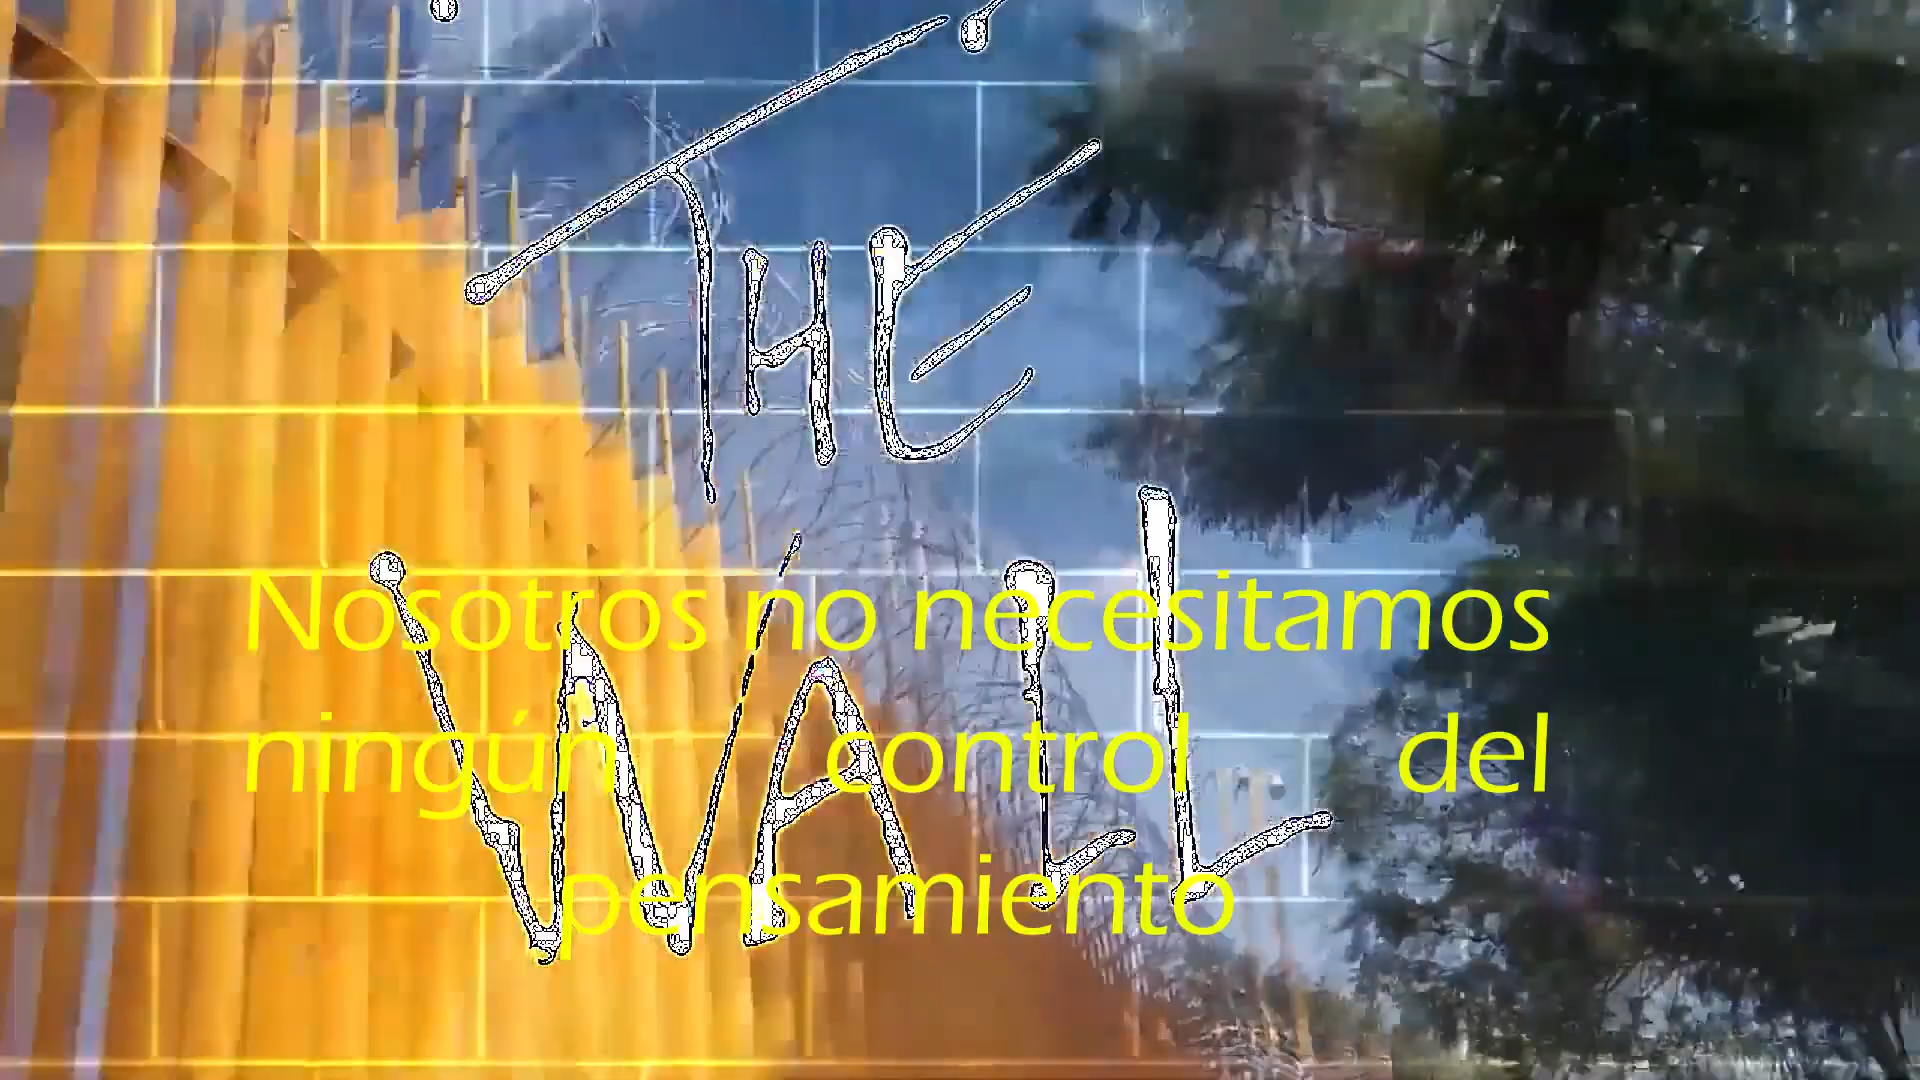 THE
WALL
Nosotros no necesitamos
ningún control del
pensamiento